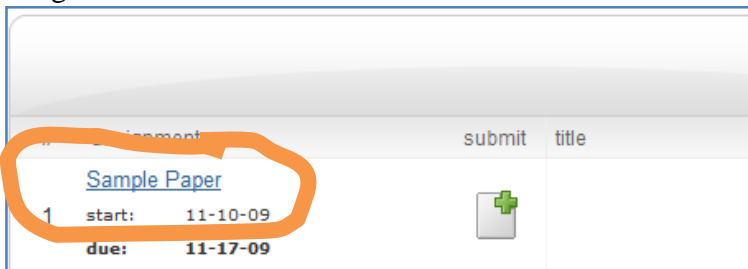 submit title
Sample Paper
1 start: 11-10-09
due: 11-17-09